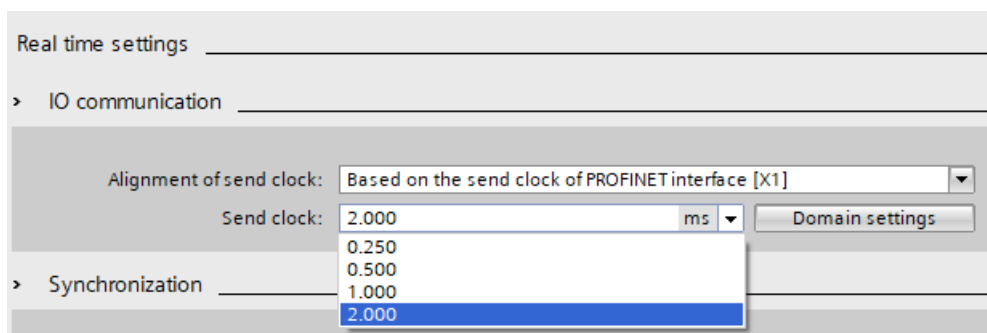 Real time settings
> IO communication
Alignment of send clock: Based on the send clock of PROFINET interface [X1]
Send clock: 2.000 ms Domain settings
0.250
0.500
1.000
2.000
> Synchronization